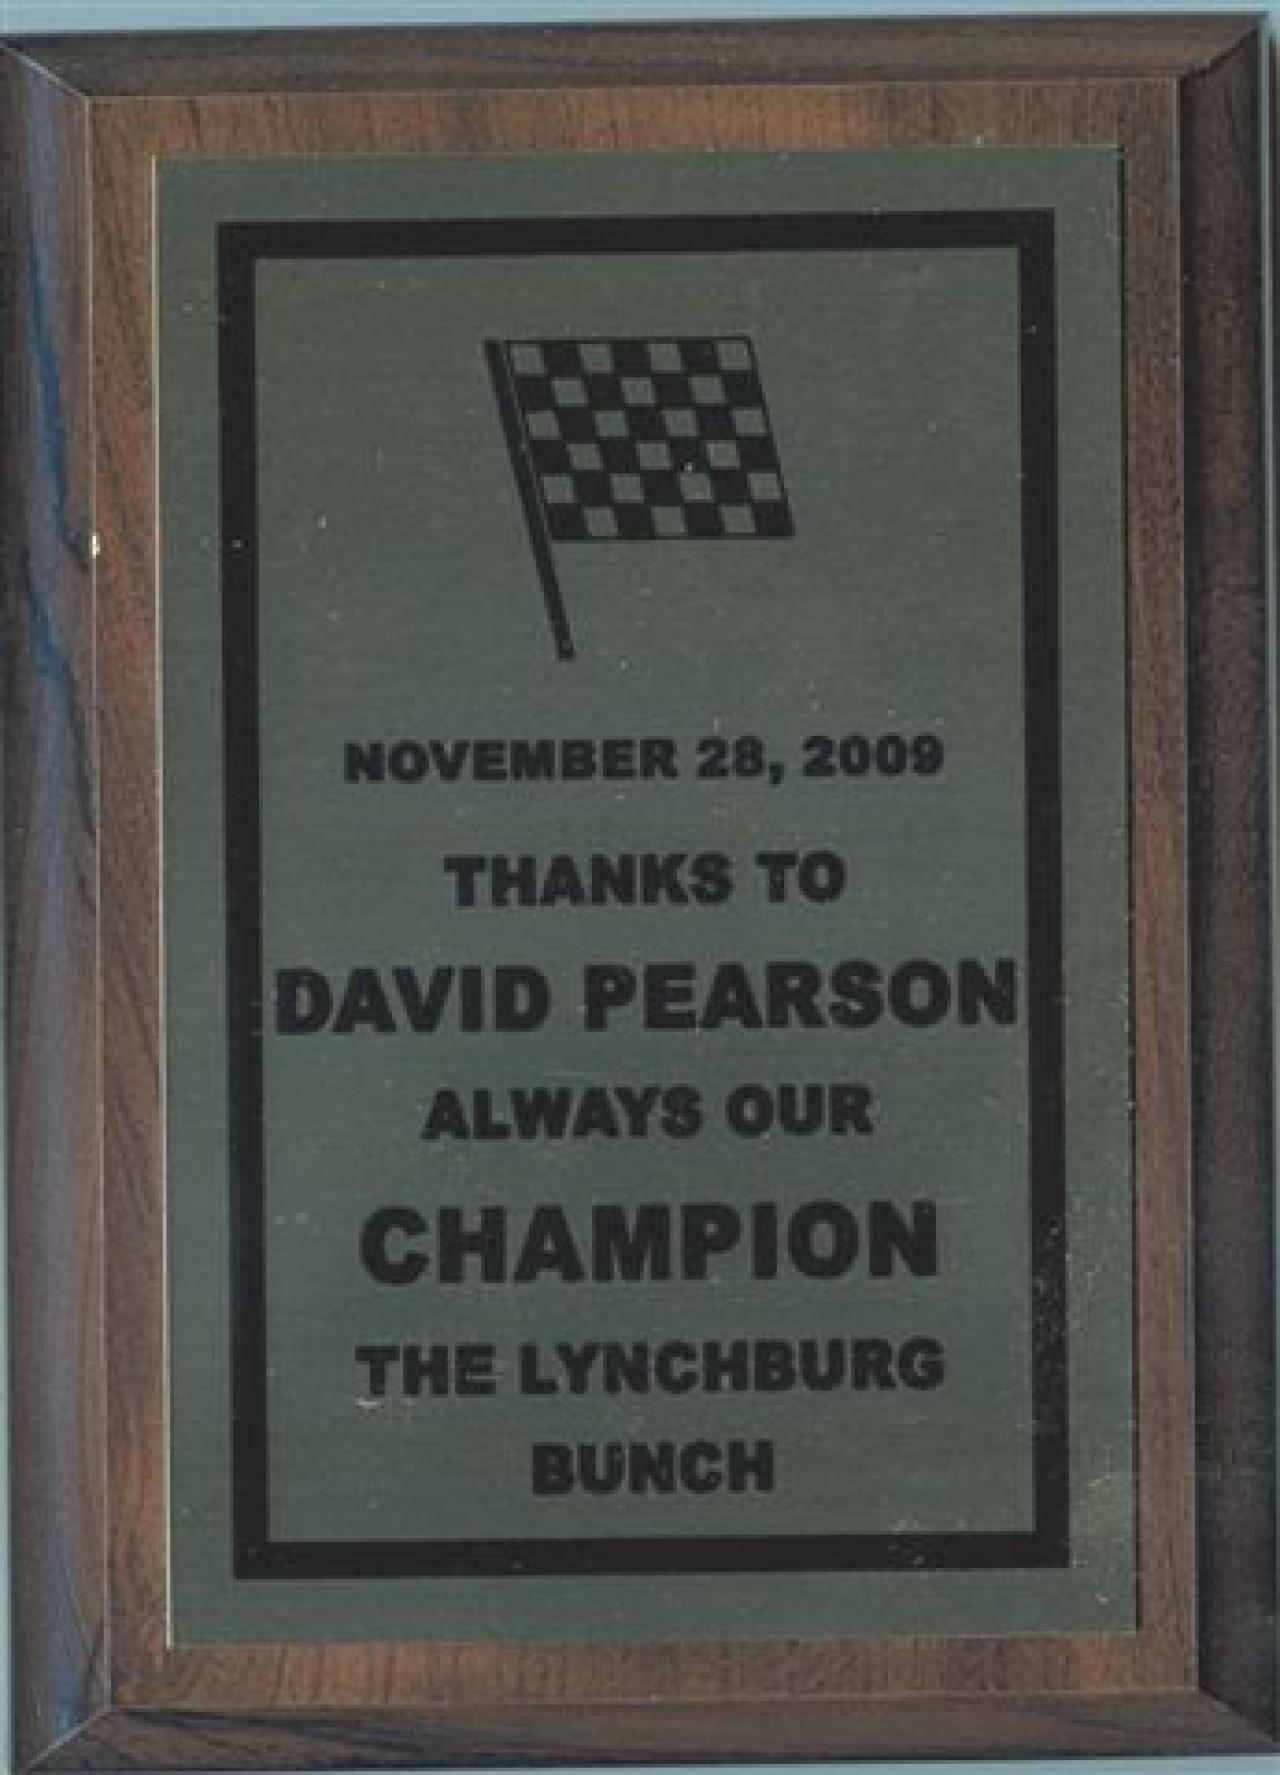 NOVEMBER 28, 2009
THANKS TO
DAVID PEARSON
ALWAYS OUR
CHAMPION
THE LYNCHBURG
BUNCH